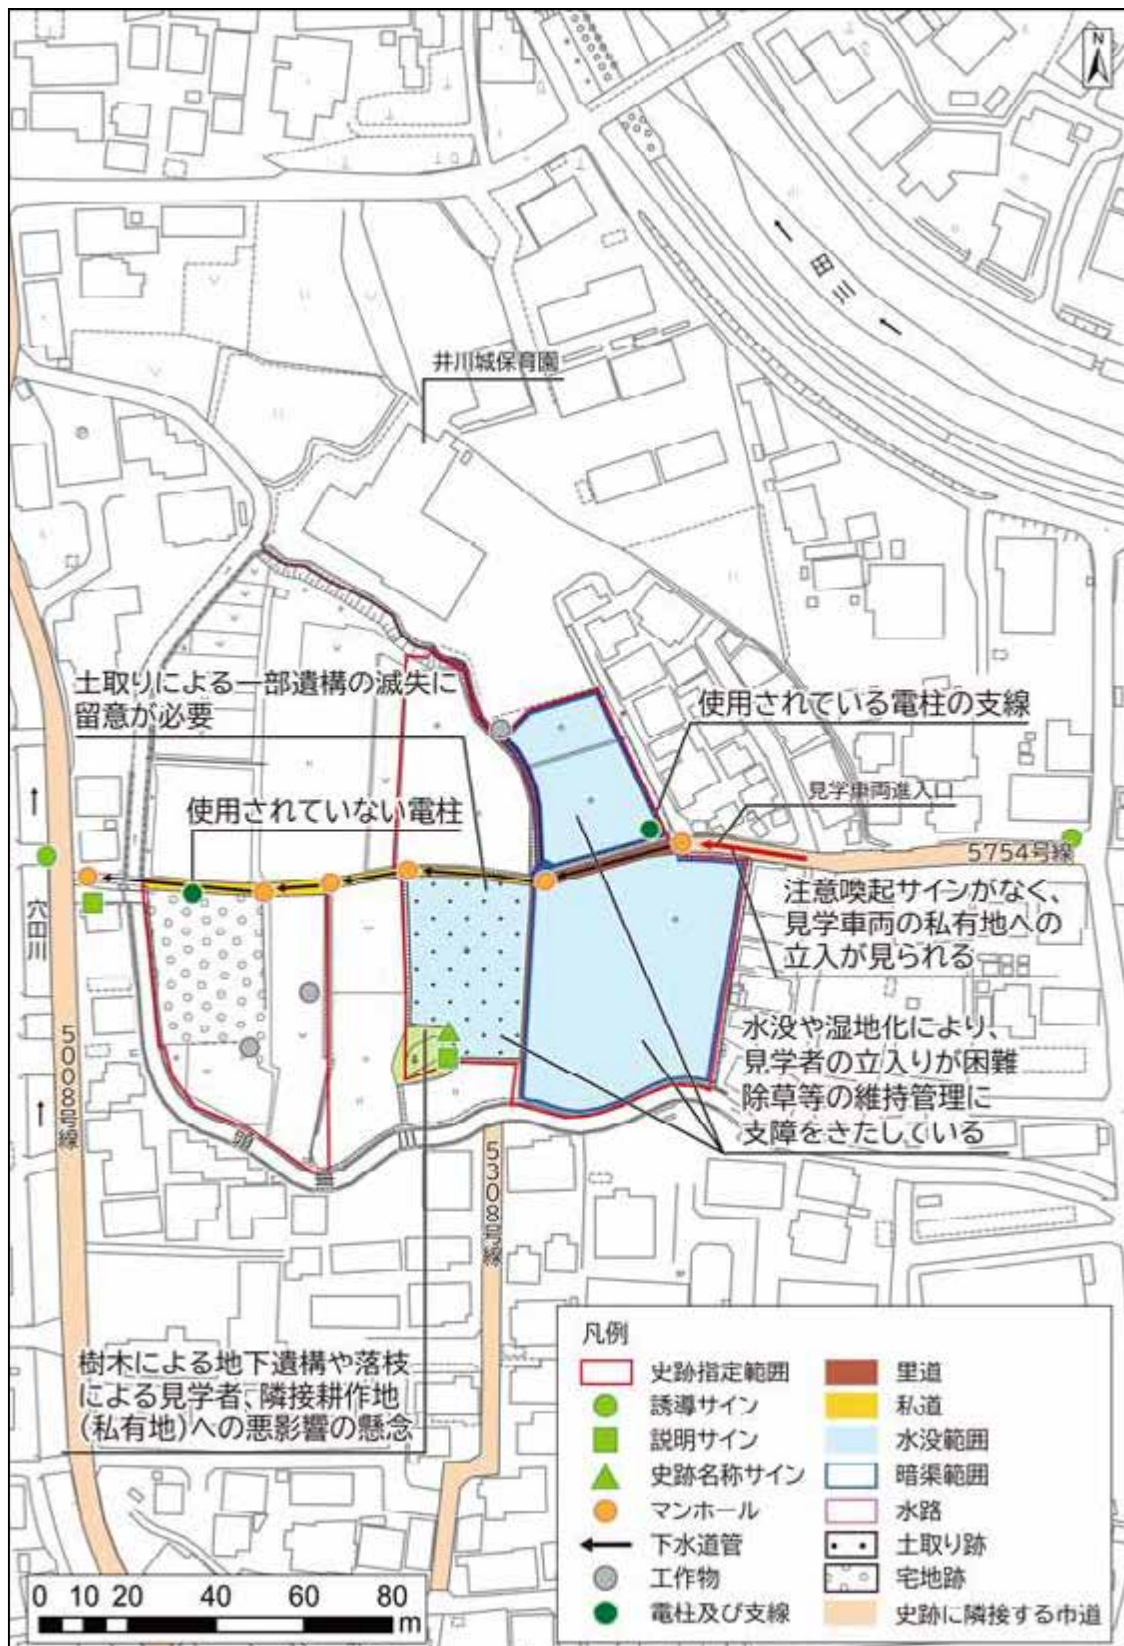 N
田川
井川城保育園
土取りによる一部遺構の滅失に
留意が必要
使用されている電柱の支線
見学車両進入口
使用されていない電柱
5754号線
注意喚起サインがなく、
見学車両の私有地への
立入が見られる
穴田川
5008号線
水没や湿地化により、
見学者の立入りが困難
除草等の維持管理に
支障をきたしている
頭川
5308号線
樹木による地下遺構や落枝
による見学者、隣接耕作地
(私有地)への悪影響の懸念
凡例
史跡指定範囲
誘導サイン
説明サイン
史跡名称サイン
マンホール
下水道管
工作物
電柱及び支線
里道
私道
水没範囲
暗渠範囲
水路
土取り跡
宅地跡
史跡に隣接する市道
0 10 20 40 60 80
m